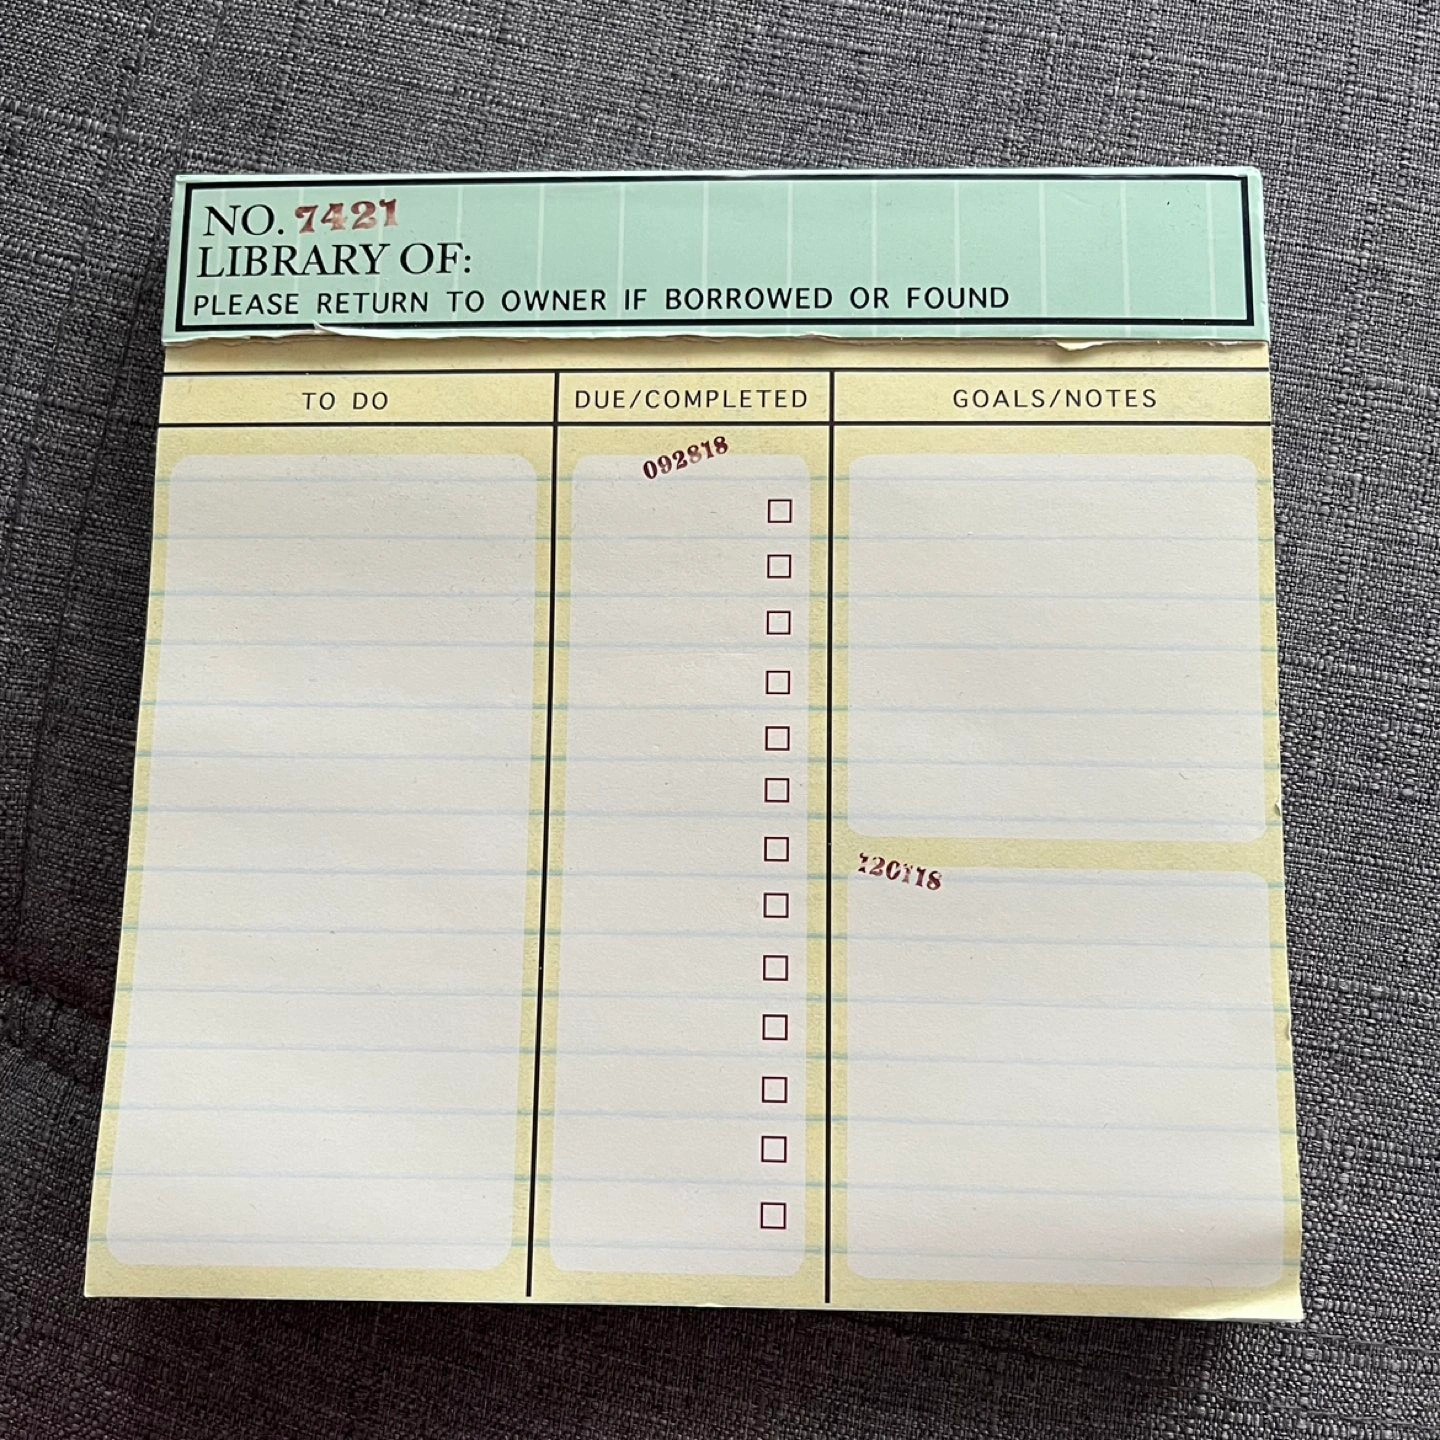 NO. 7421
LIBRARY OF:
PLEASE RETURN TO OWNER IF BORROWED OR FOUND
TO DO
DUE/COMPLETED
GOALS/NOTES
092818
120118